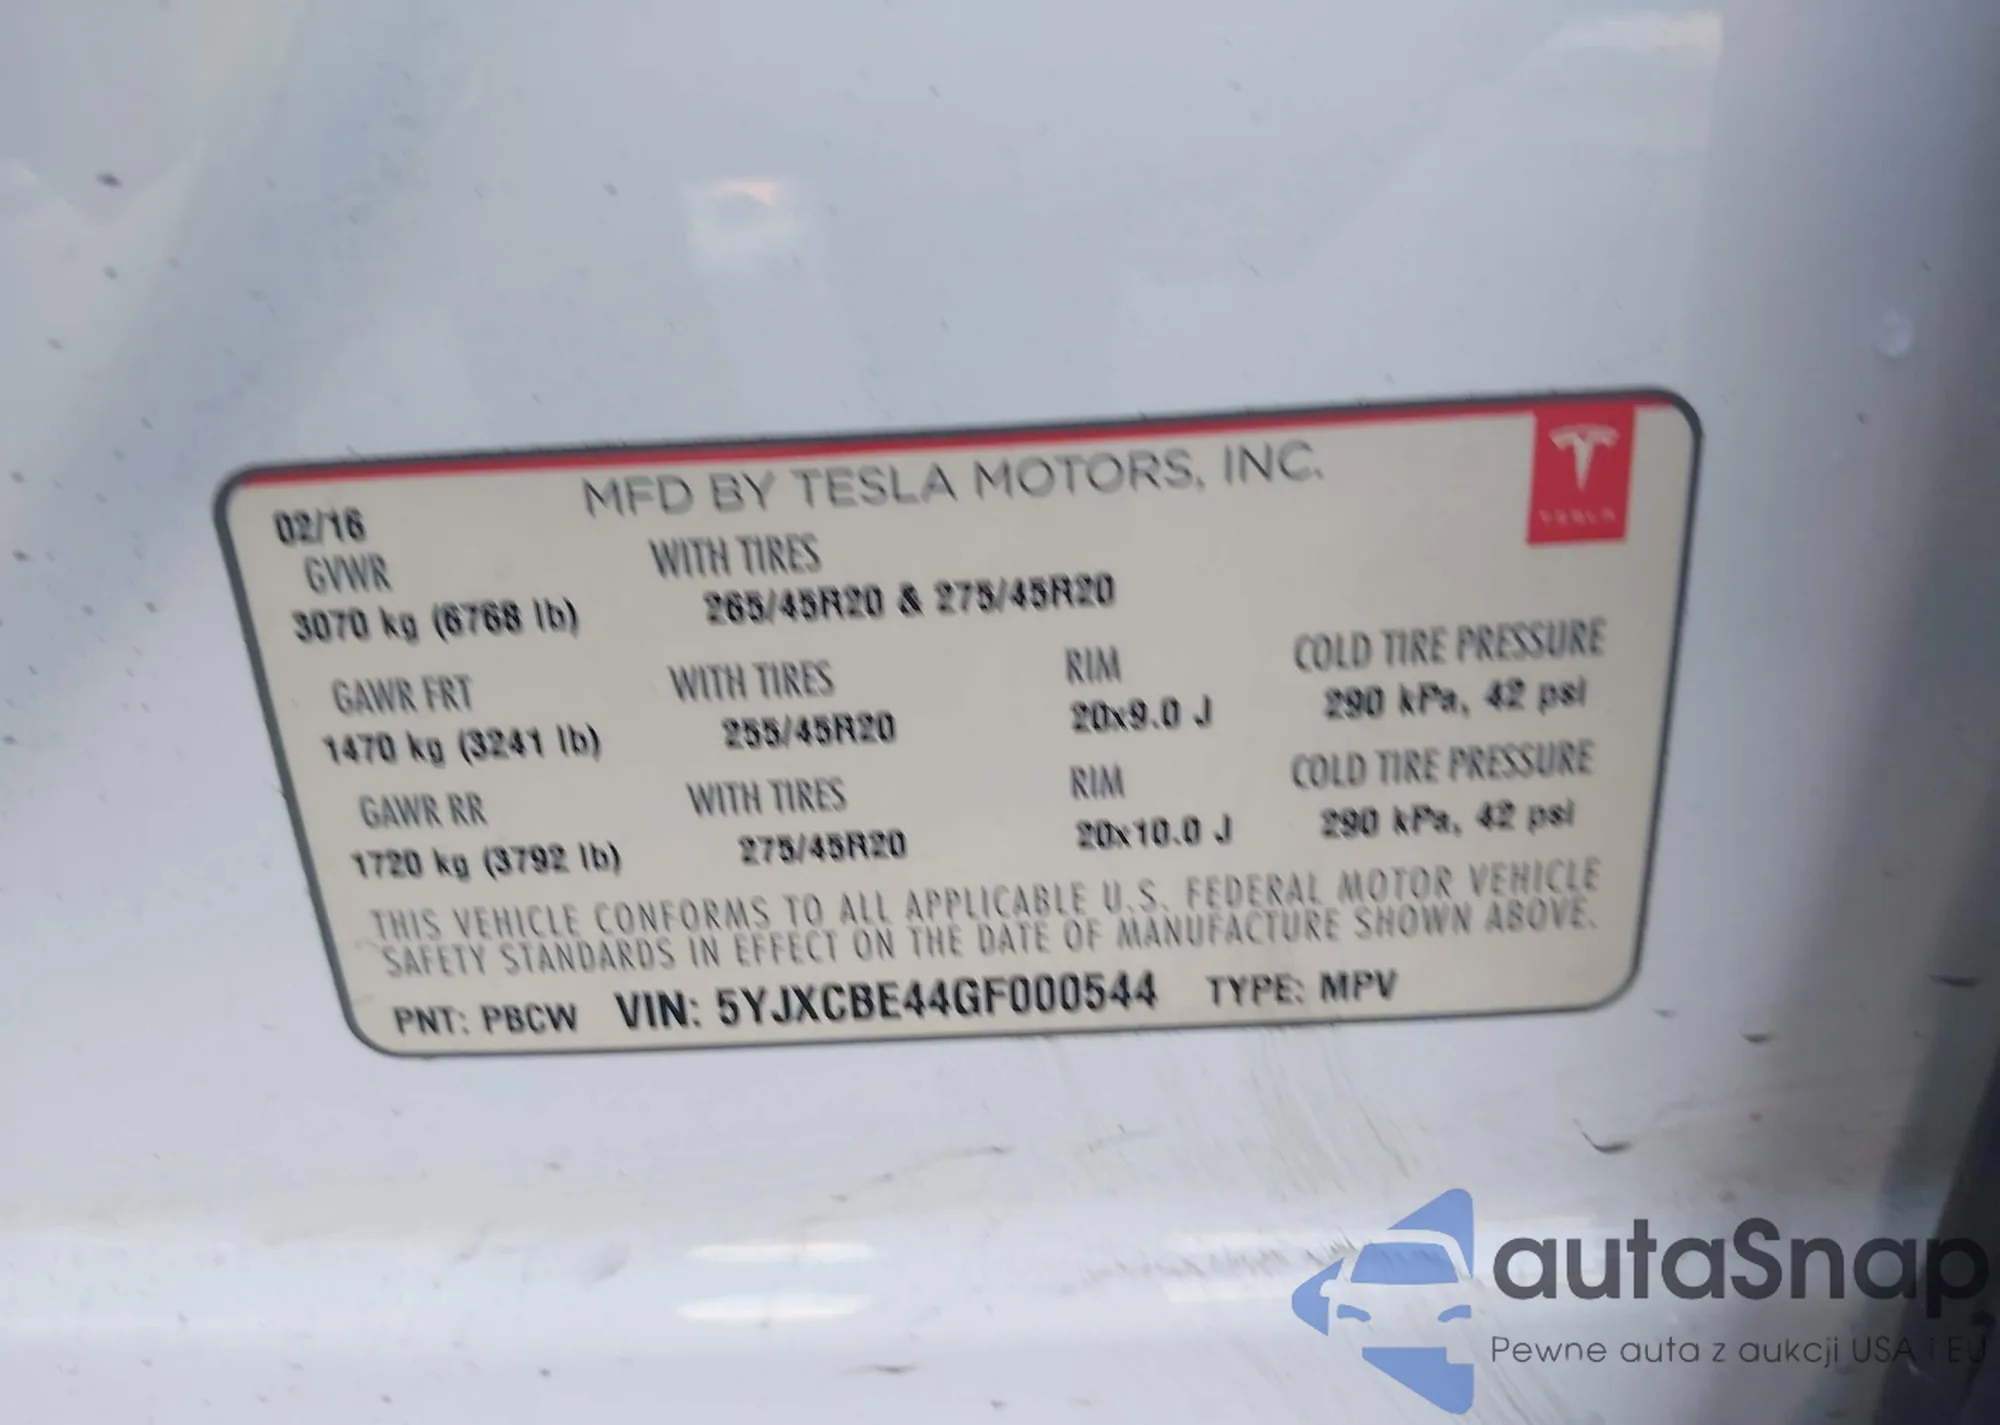 MFD BY TESLA MOTORS, INC.
TESLA
02/16
GVWR WITH TIRES
3070 kg (6768 lb) 265/45R20 & 275/45R20
GAWR FRT WITH TIRES RIM COLD TIRE PRESSURE
1470 kg (3241 lb) 255/45R20 20x9.0 J 290 kPa, 42 psi
GAWR RR WITH TIRES RIM COLD TIRE PRESSURE
1720 kg (3792 lb) 275/45R20 20x10.0 J 290 kPa, 42 psi
THIS VEHICLE CONFORMS TO ALL APPLICABLE U.S. FEDERAL MOTOR VEHICLE
SAFETY STANDARDS IN EFFECT ON THE DATE OF MANUFACTURE SHOWN ABOVE.
PNT: PBCW VIN: 5YJXCBE44GF000544 TYPE: MPV
autaSnap
Pewne auta z aukcji USA i EU